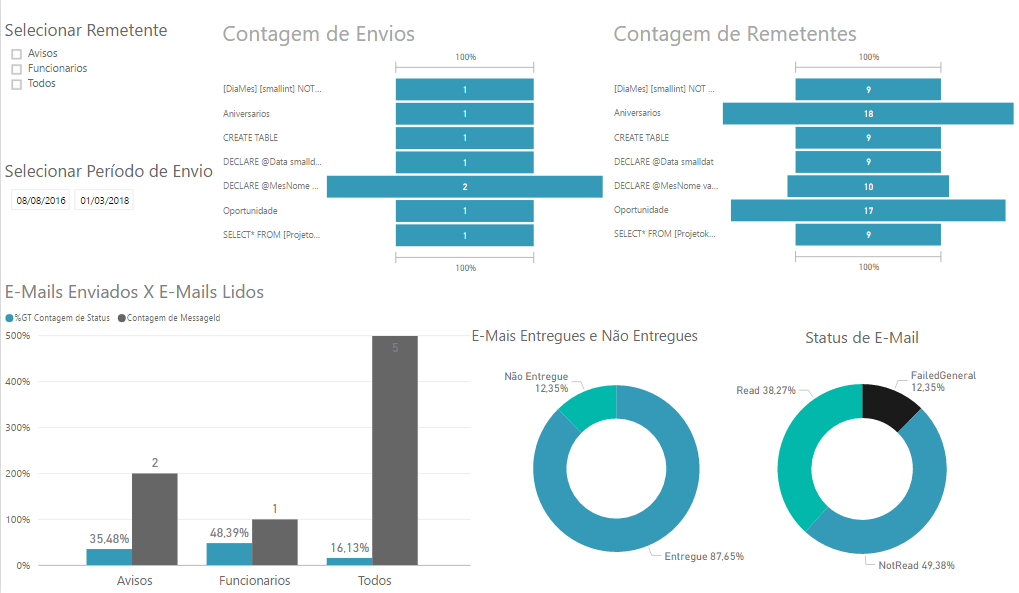 Selecionar Remetente
Avisos
Funcionarios
Todos
Selecionar Período de Envio
08/08/2016 01/03/2018
Contagem de Envios
100%
[DiaMes] [smallint] NOT... 1
Aniversarios 1
CREATE TABLE 1
DECLARE @Data smalld... 1
DECLARE @MesNome ... 2
Oportunidade 1
SELECT* FROM [Projeto... 1
100%
Contagem de Remetentes
100%
[DiaMes] [smallint] NOT ... 9
Aniversarios 18
CREATE TABLE 9
DECLARE @Data smalldat 9
DECLARE @MesNome va... 10
Oportunidade 17
SELECT* FROM [Projetok... 9
100%
E-Mails Enviados X E-Mails Lidos
%GT Contagem de Status Contagem de MessageId
500%
400%
300%
200%
100%
0%
35,48% 2
48,39% 1
16,13% 5
Avisos Funcionarios Todos
E-Mais Entregues e Não Entregues
Não Entregue
12,35%
Entregue 87,65%
Status de E-Mail
Read 38,27%
FailedGeneral
12,35%
NotRead 49,38%